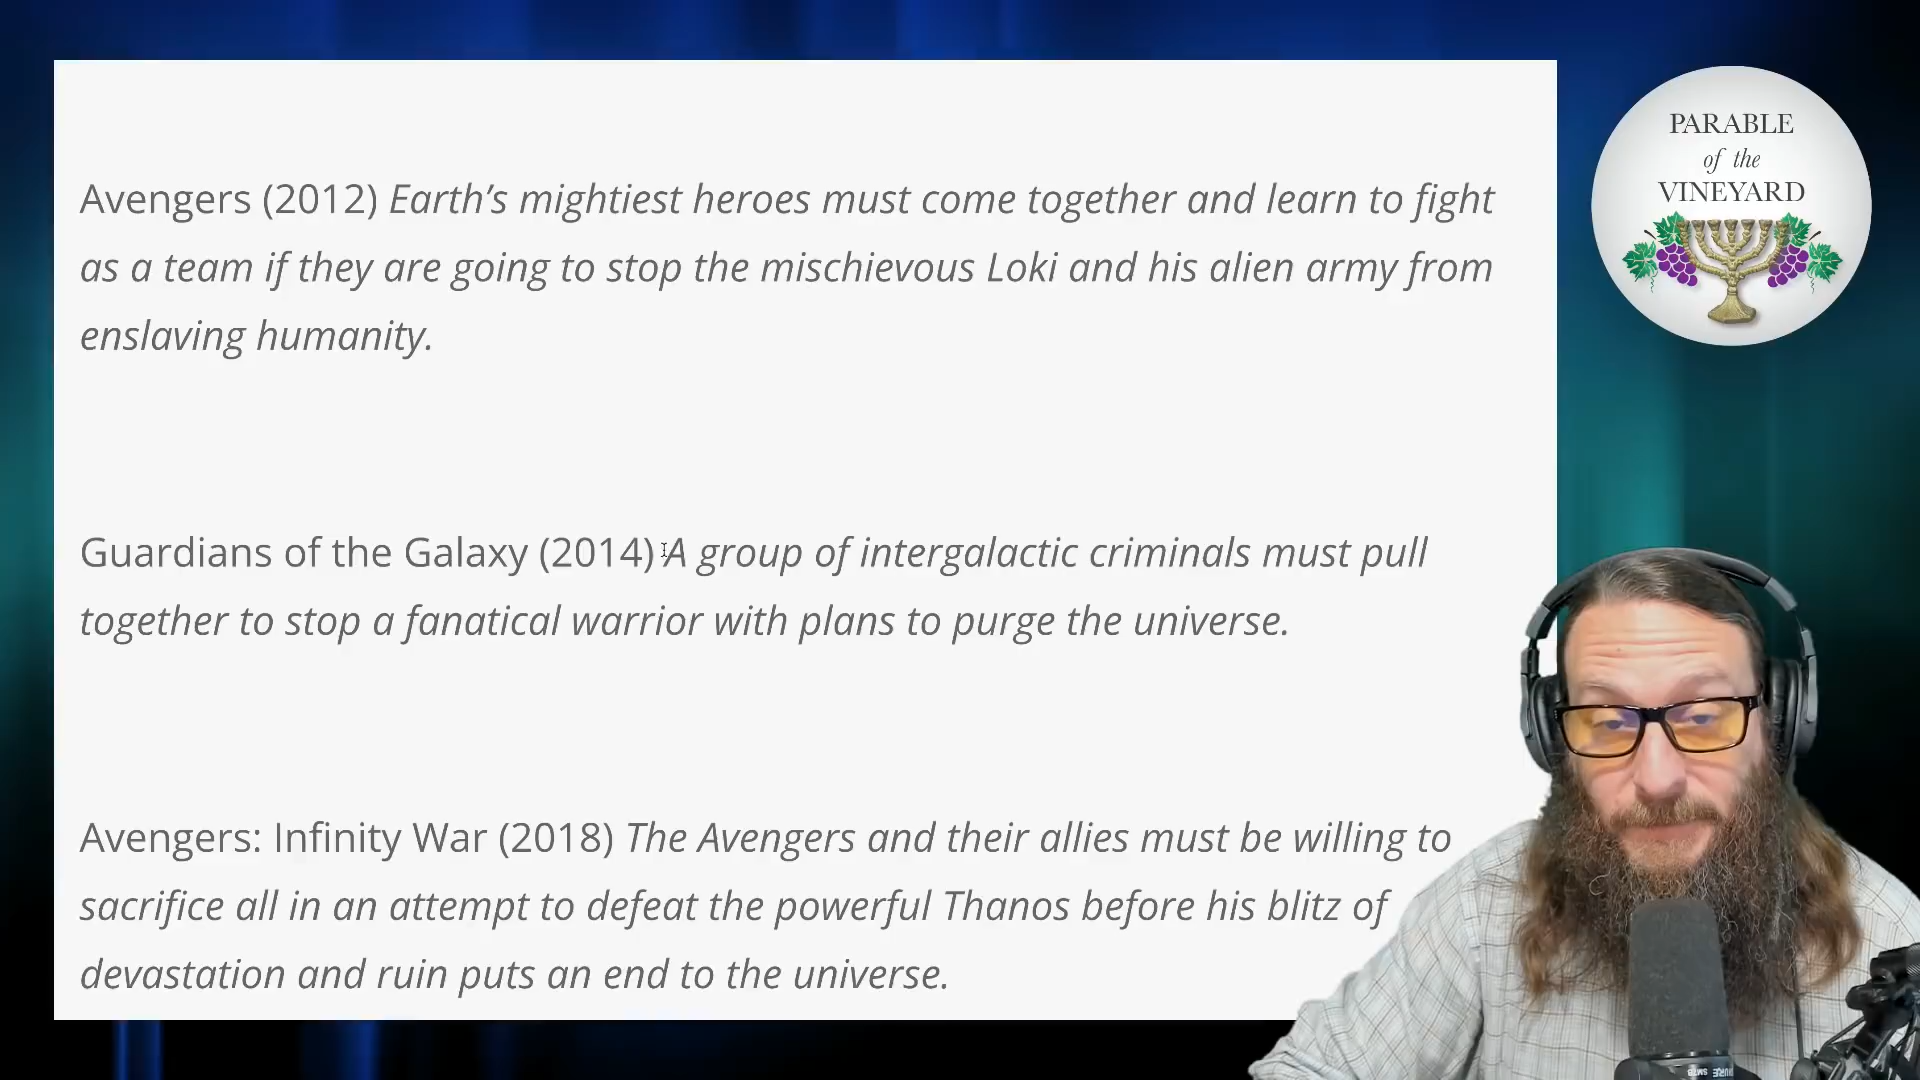 PARABLE
of the
VINEYARD
Avengers (2012) Earth’s mightiest heroes must come together and learn to fight
as a team if they are going to stop the mischievous Loki and his alien army from
enslaving humanity.
Guardians of the Galaxy (2014) A group of intergalactic criminals must pull
together to stop a fanatical warrior with plans to purge the universe.
Avengers: Infinity War (2018) The Avengers and their allies must be willing to
sacrifice all in an attempt to defeat the powerful Thanos before his blitz of
devastation and ruin puts an end to the universe.